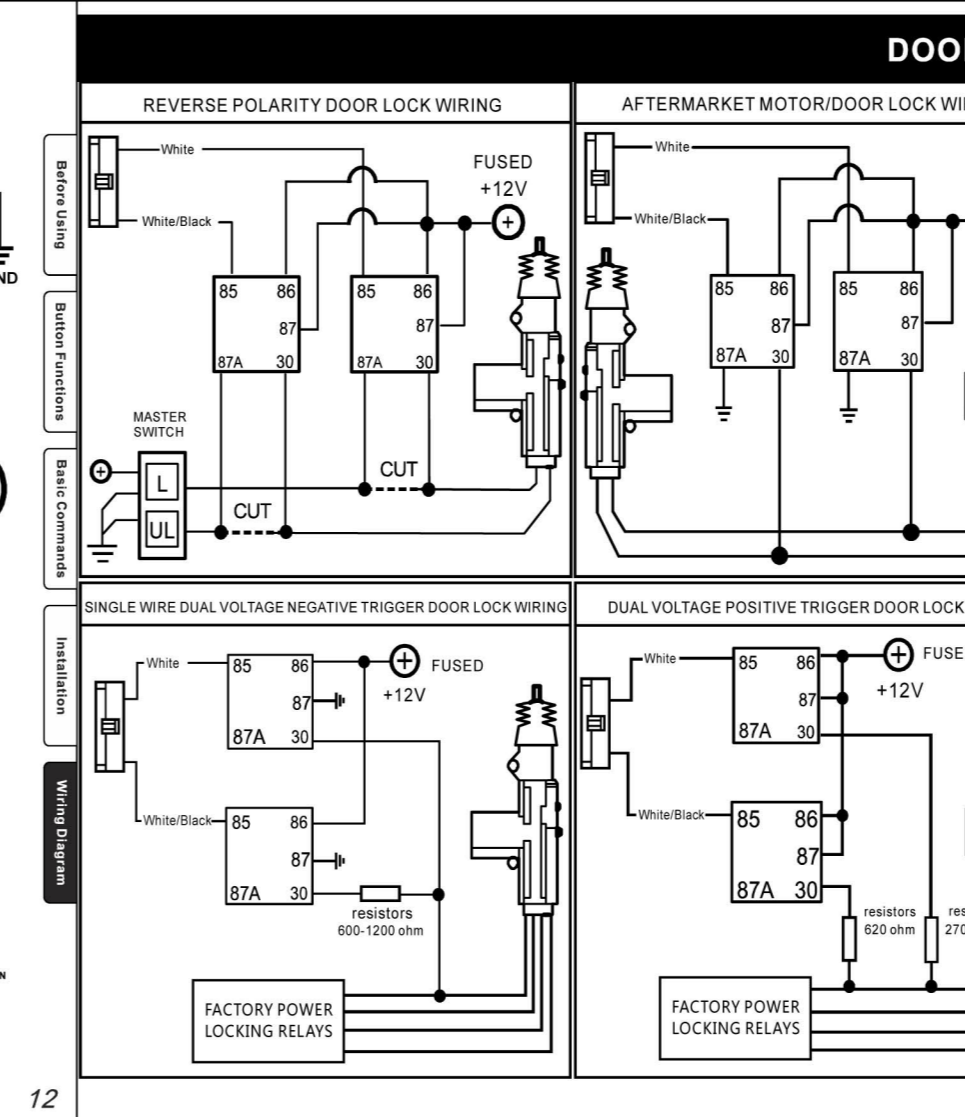 DOO
ND
Before Using
Button Functions
Basic Commands
Installation
Wiring Diagram
N
12
REVERSE POLARITY DOOR LOCK WIRING
White
White/Black
FUSED
+12V
+
85 86
87
87A 30
85 86
87
87A 30
MASTER
SWITCH
+
L
UL
CUT
CUT
AFTERMARKET MOTOR/DOOR LOCK WI
White
White/Black
85 86
87
87A 30
85 86
87
87A 30
SINGLE WIRE DUAL VOLTAGE NEGATIVE TRIGGER DOOR LOCK WIRING
White
85 86
87
87A 30
+
FUSED
+12V
White/Black
85 86
87
87A 30
resistors
600-1200 ohm
FACTORY POWER
LOCKING RELAYS
DUAL VOLTAGE POSITIVE TRIGGER DOOR LOCK
White
85 86
87
87A 30
+
FUSE
+12V
White/Black
85 86
87
87A 30
resistors
620 ohm
res
270
FACTORY POWER
LOCKING RELAYS